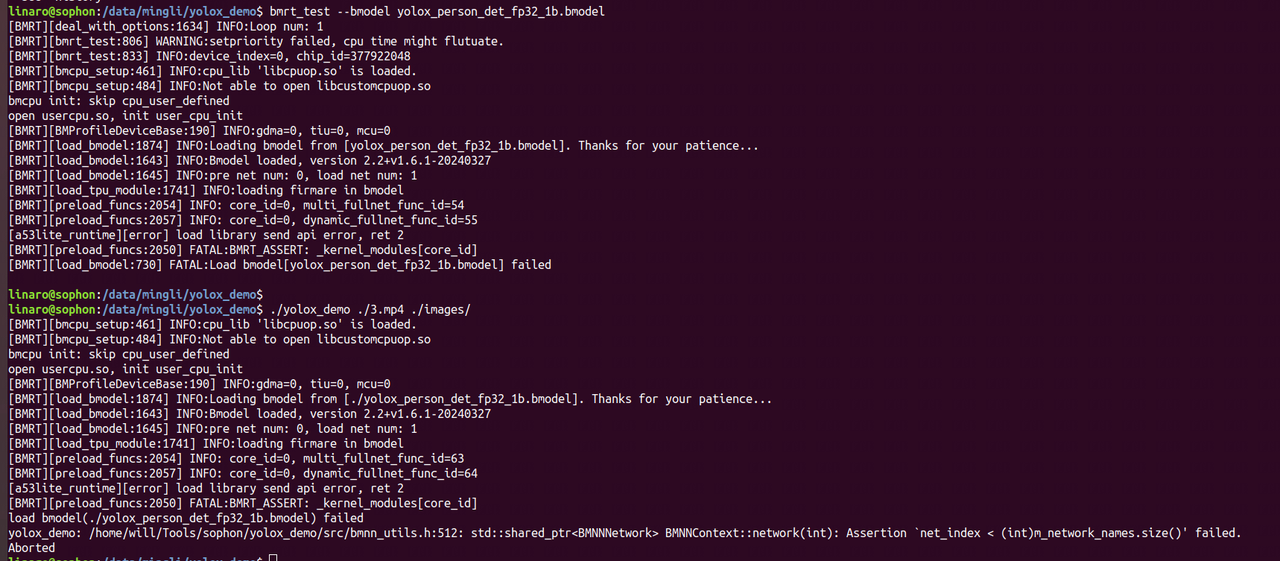 linaro@sophon:/data/mingli/yolox_demo$ bmrt_test --bmodel yolox_person_det_fp32_1b.bmodel
[BMRT][deal_with_options:1634] INFO:Loop num: 1
[BMRT][bmrt_test:806] WARNING:setpriority failed, cpu time might flutuate.
[BMRT][bmrt_test:833] INFO:device_index=0, chip_id=377922048
[BMRT][bmcpu_setup:461] INFO:cpu_lib 'libcpuop.so' is loaded.
[BMRT][bmcpu_setup:484] INFO:Not able to open libcustomcpuop.so
bmcpu init: skip cpu_user_defined
open usercpu.so, init user_cpu_init
[BMRT][BMProfileDeviceBase:190] INFO:gdma=0, tiu=0, mcu=0
[BMRT][load_bmodel:1874] INFO:Loading bmodel from [yolox_person_det_fp32_1b.bmodel]. Thanks for your patience...
[BMRT][load_bmodel:1643] INFO:Bmodel loaded, version 2.2+v1.6.1-20240327
[BMRT][load_bmodel:1645] INFO:pre net num: 0, load net num: 1
[BMRT][load_tpu_module:1741] INFO:loading firmare in bmodel
[BMRT][preload_funcs:2054] INFO: core_id=0, multi_fullnet_func_id=54
[BMRT][preload_funcs:2057] INFO: core_id=0, dynamic_fullnet_func_id=55
[a53lite_runtime][error] load library send api error, ret 2
[BMRT][preload_funcs:2050] FATAL:BMRT_ASSERT: _kernel_modules[core_id]
[BMRT][load_bmodel:730] FATAL:Load bmodel[yolox_person_det_fp32_1b.bmodel] failed
linaro@sophon:/data/mingli/yolox_demo$
linaro@sophon:/data/mingli/yolox_demo$ ./yolox_demo ./3.mp4 ./images/
[BMRT][bmcpu_setup:461] INFO:cpu_lib 'libcpuop.so' is loaded.
[BMRT][bmcpu_setup:484] INFO:Not able to open libcustomcpuop.so
bmcpu init: skip cpu_user_defined
open usercpu.so, init user_cpu_init
[BMRT][BMProfileDeviceBase:190] INFO:gdma=0, tiu=0, mcu=0
[BMRT][load_bmodel:1874] INFO:Loading bmodel from [./yolox_person_det_fp32_1b.bmodel]. Thanks for your patience...
[BMRT][load_bmodel:1643] INFO:Bmodel loaded, version 2.2+v1.6.1-20240327
[BMRT][load_bmodel:1645] INFO:pre net num: 0, load net num: 1
[BMRT][load_tpu_module:1741] INFO:loading firmare in bmodel
[BMRT][preload_funcs:2054] INFO: core_id=0, multi_fullnet_func_id=63
[BMRT][preload_funcs:2057] INFO: core_id=0, dynamic_fullnet_func_id=64
[a53lite_runtime][error] load library send api error, ret 2
[BMRT][preload_funcs:2050] FATAL:BMRT_ASSERT: _kernel_modules[core_id]
load bmodel(./yolox_person_det_fp32_1b.bmodel) failed
yolox_demo: /home/will/Tools/sophon/yolox_demo/src/bmnn_utils.h:512: std::shared_ptr<BMNNNetwork> BMNNContext::network(int): Assertion `net_index < (int)m_network_names.size()' failed.
Aborted